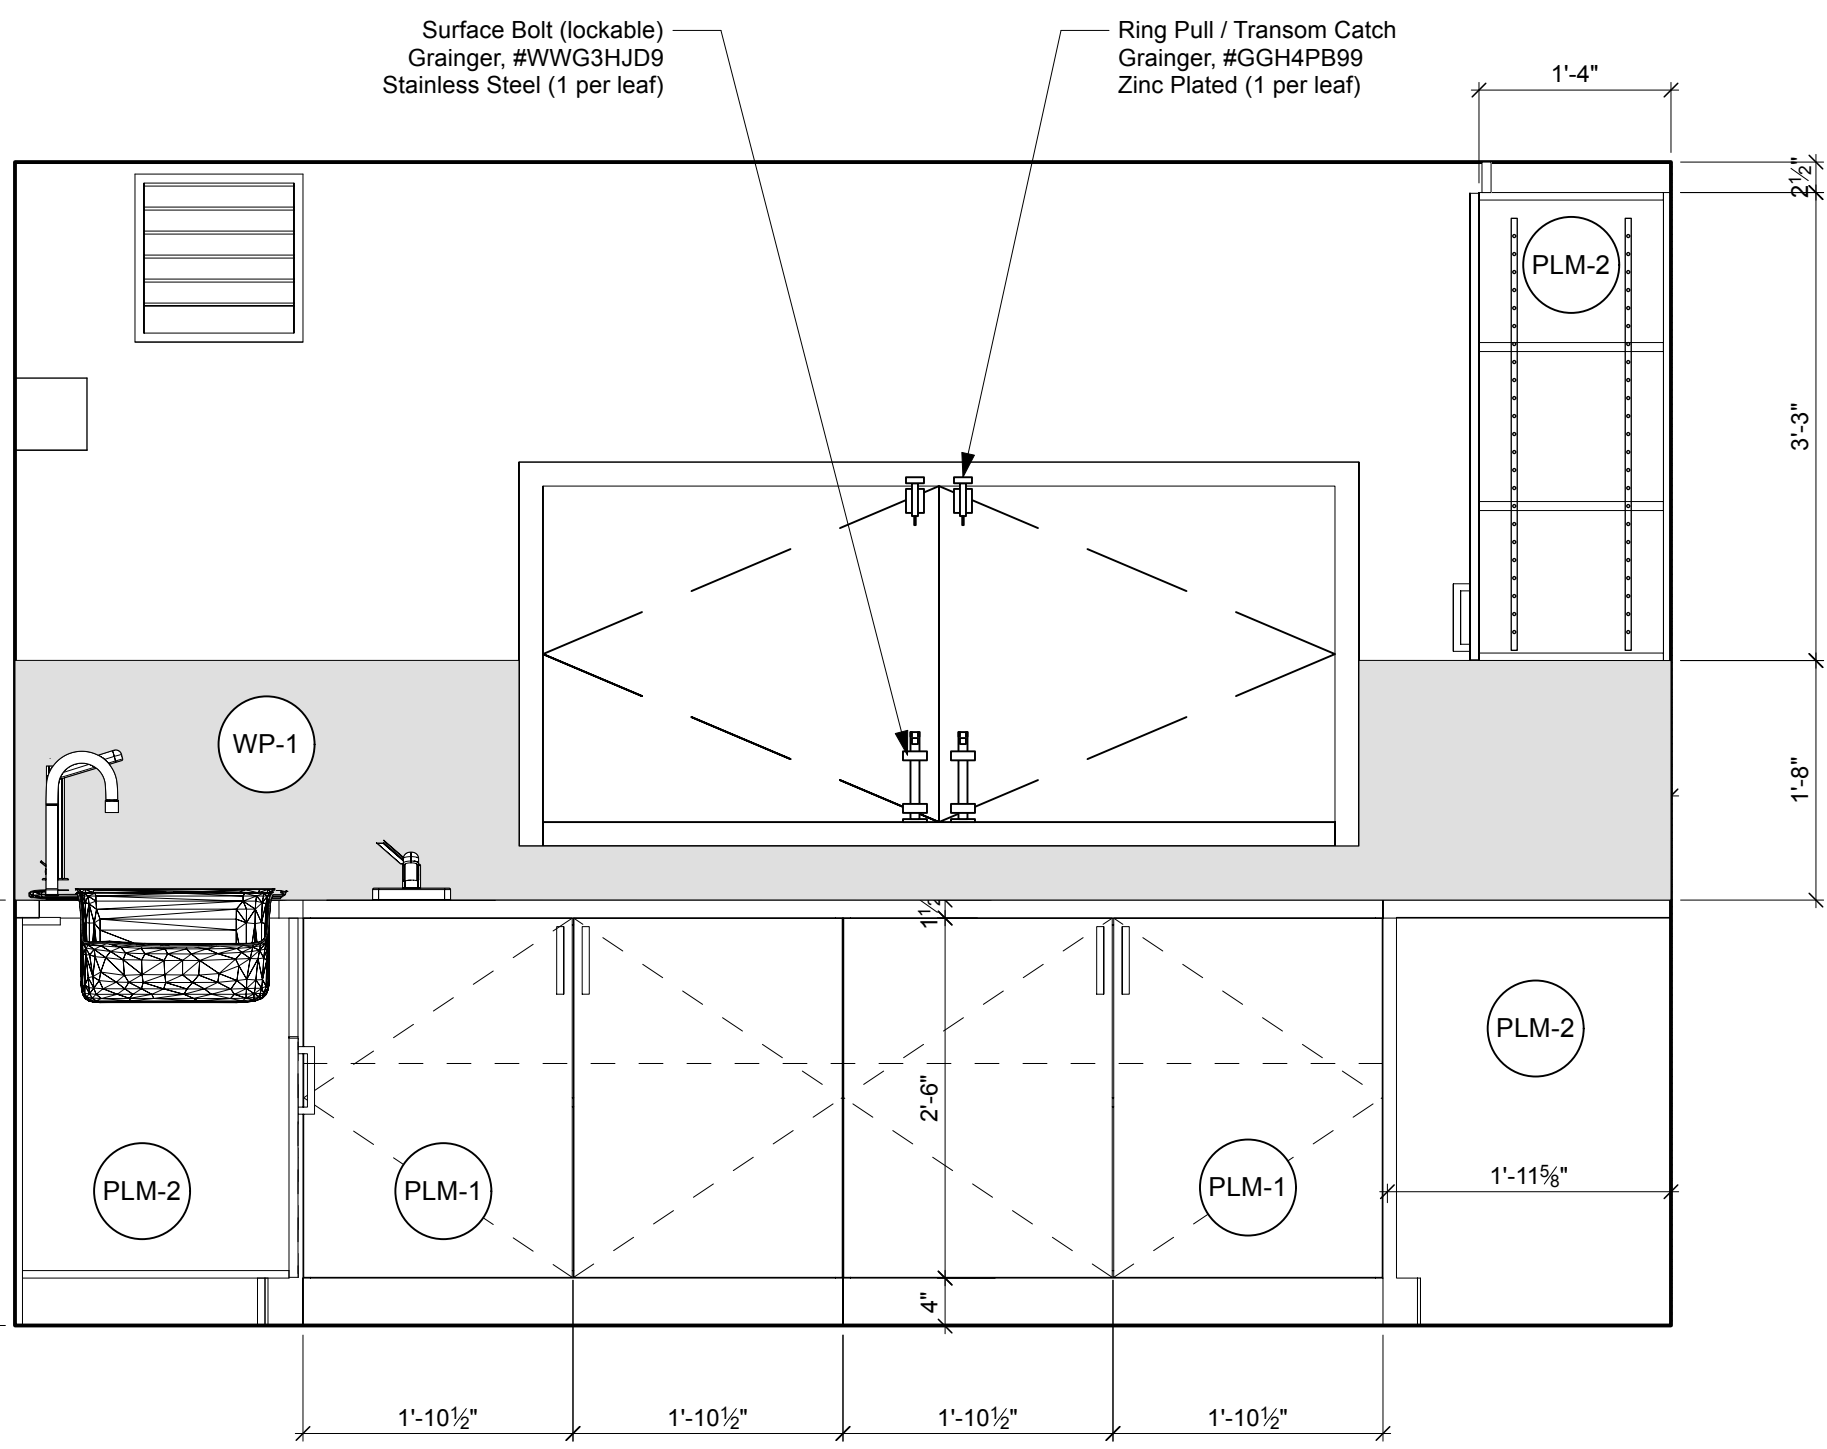 Surface Bolt (lockable)
Grainger, #WWG3HJD9
Stainless Steel (1 per leaf)
Ring Pull / Transom Catch
Grainger, #GGH4PB99
Zinc Plated (1 per leaf)
1'-4"
2½"
PLM-2
3'-3"
WP-1
1'-8"
1½"
PLM-2
2'-6"
PLM-2
PLM-1
PLM-1
1'-11⅝"
4"
1'-10½"
1'-10½"
1'-10½"
1'-10½"